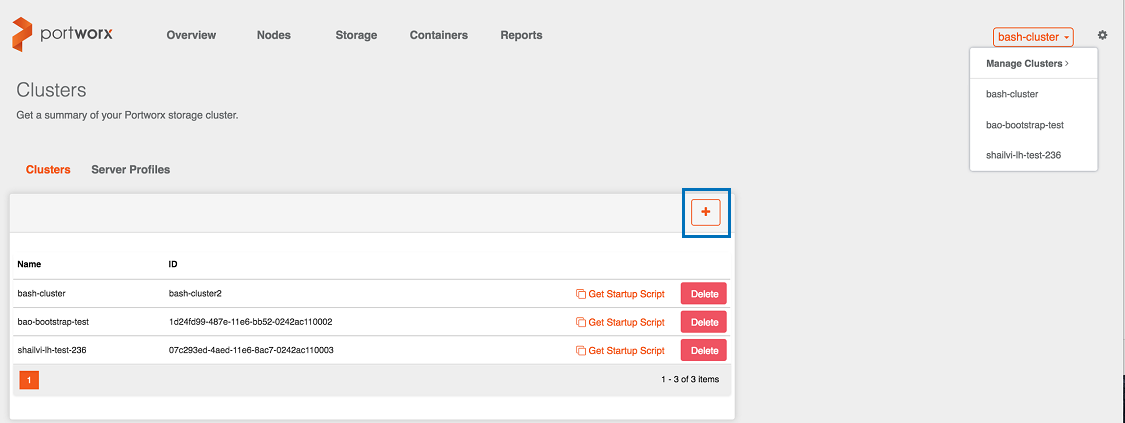 portworx
Overview Nodes Storage Containers Reports
bash-cluster
Manage Clusters
bash-cluster
bao-bootstrap-test
shailvi-lh-test-236
Clusters
Get a summary of your Portworx storage cluster.
Clusters Server Profiles
+
Name ID
bash-cluster bash-cluster2 Get Startup Script Delete
bao-bootstrap-test 1d24fd99-487e-11e6-bb52-0242ac110002 Get Startup Script Delete
shailvi-lh-test-236 07c293ed-4aed-11e6-8ac7-0242ac110003 Get Startup Script Delete
1 1 - 3 of 3 items